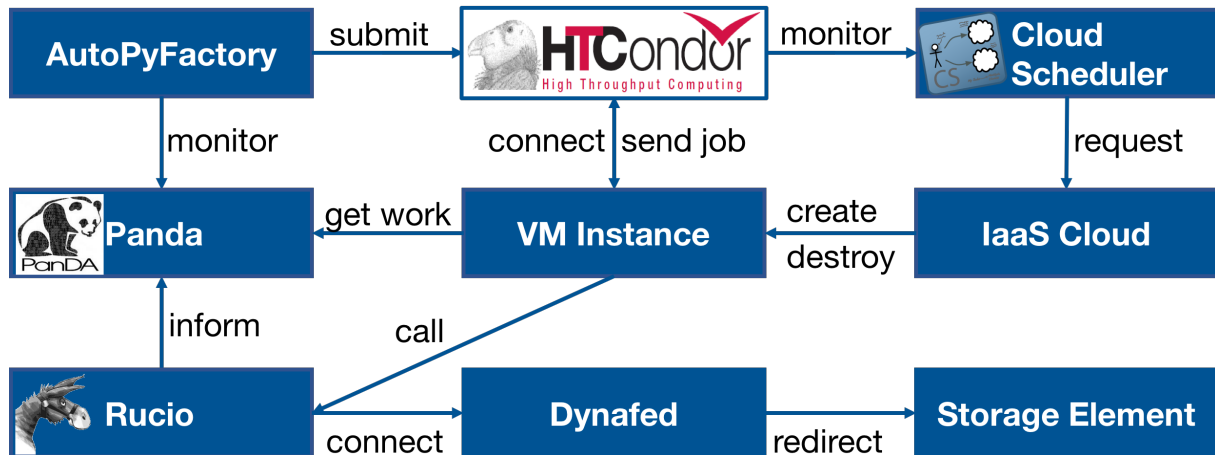 AutoPyFactory
submit
HTCondor
High Throughput Computing
monitor
CS
Cloud
Scheduler
monitor
connect
send job
request
PanDA
Panda
get work
VM Instance
create
destroy
IaaS Cloud
inform
call
Rucio
connect
Dynafed
redirect
Storage Element